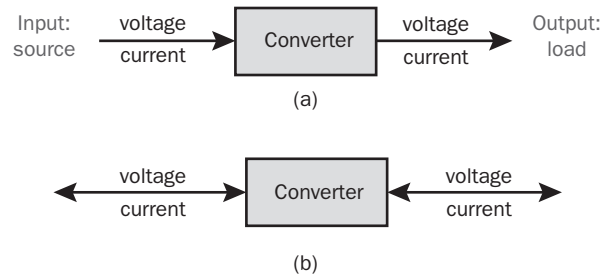 Input:
source
voltage
current
Converter
voltage
current
Output:
load
(a)
voltage
current
Converter
voltage
current
(b)